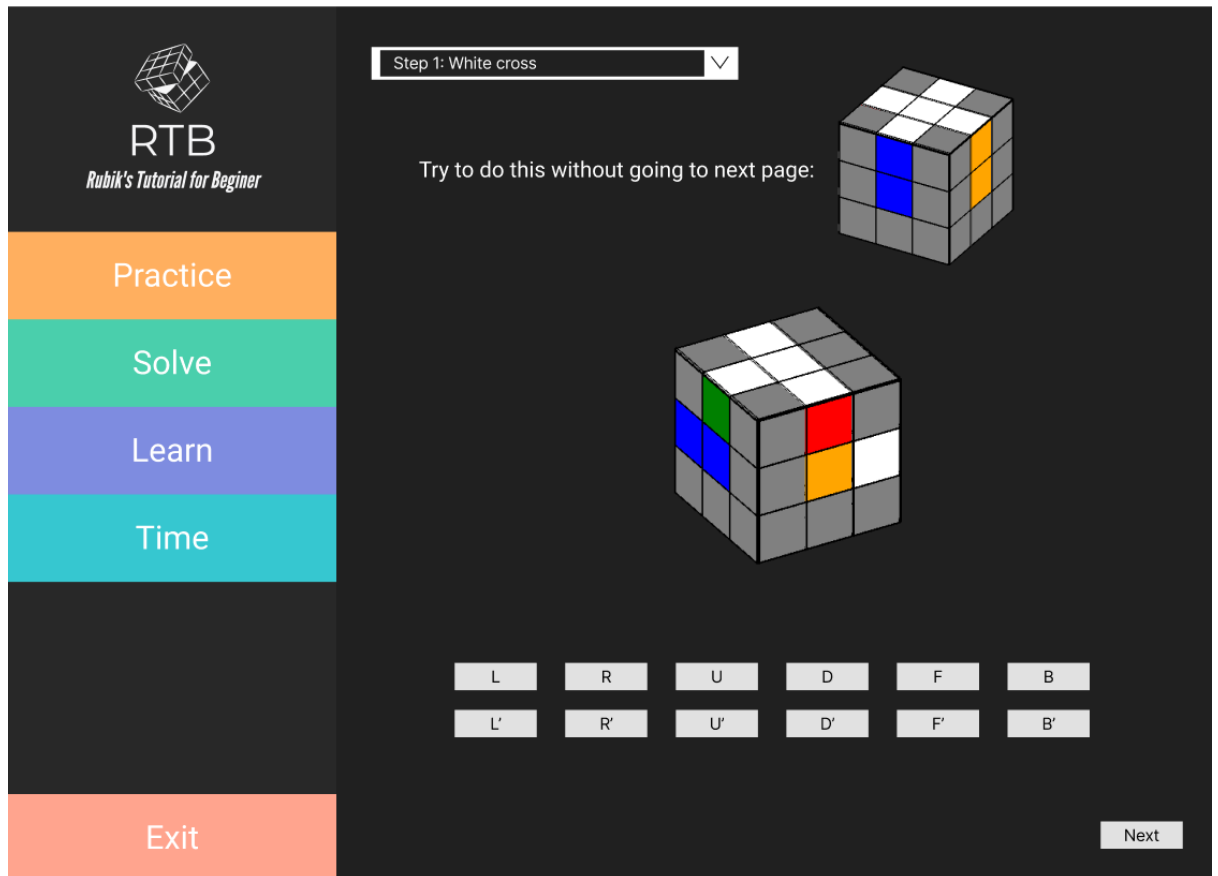 RTB
Rubik's Tutorial for Beginer
Practice
Solve
Learn
Time
Exit
Step 1: White cross
Try to do this without going to next page:
L R U D F B
L' R' U' D' F' B'
Next